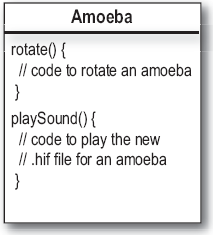 Amoeba
rotate() {
// code to rotate an amoeba
}
playSound() {
// code to play the new
// .hif file for an amoeba
}